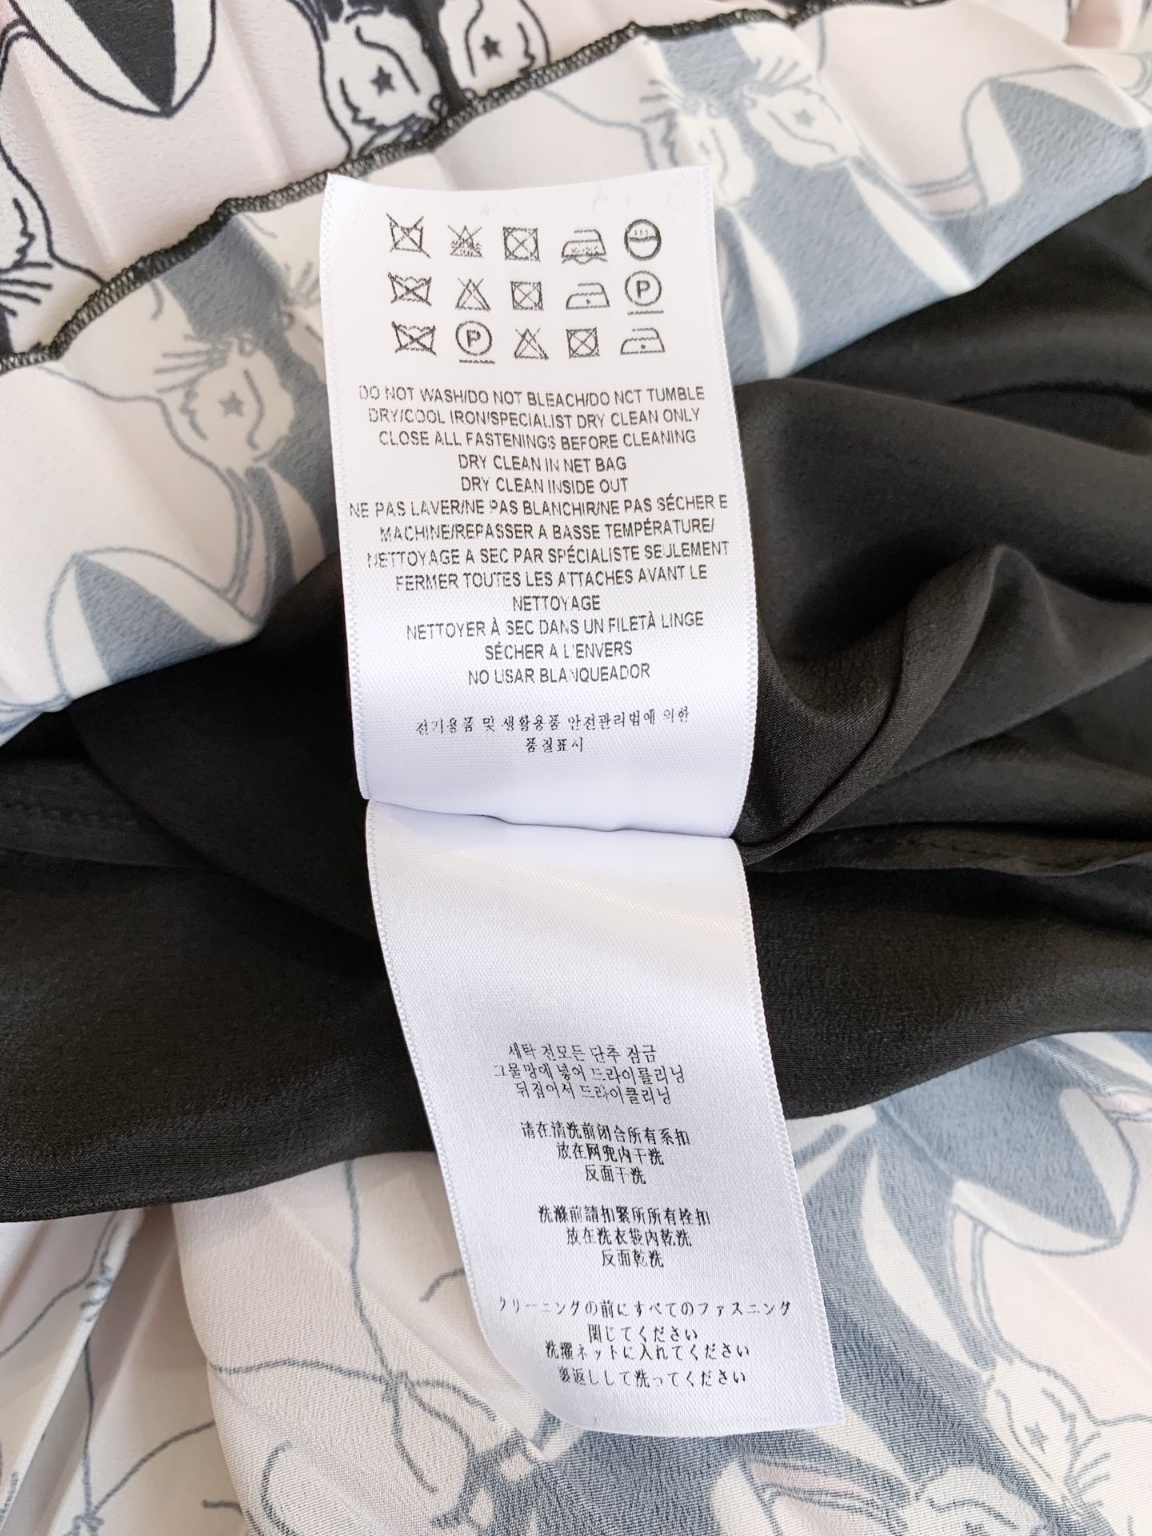 P
P
DO NOT WASH/DO NOT BLEACH/DO NCT TUMBLE
DRY/COOL IRON/SPECIALIST DRY CLEAN ONLY
CLOSE ALL FASTENINGS BEFORE CLEANING
DRY CLEAN IN NET BAG
DRY CLEAN INSIDE OUT
NE PAS LAVER/NE PAS BLANCHIR/NE PAS SÉCHER E
MACHINE/REPASSER A BASSE TEMPÉRATURE/
NETTOYAGE A SEC PAR SPÉCIALISTE SEULEMENT
FERMER TOUTES LES ATTACHES AVANT LE
NETTOYAGE
NETTOYER À SEC DANS UN FILETÀ LINGE
SÉCHER A L'ENVERS
NO USAR BLANQUEADOR
전기용품 및 생활용품 안전관리법에 의한
품질표시
세탁 전모든 단추 잠금
그물망에 넣어 드라이클리닝
뒤집어서 드라이클리닝
请在清洗前闭合所有系扣
放在网兜内干洗
反面干洗
洗滌前請扣緊所所有栓扣
放在洗衣袋内乾洗
反面乾洗
クリーニングの前にすべてのファスニング
閉じてください
洗濯ネットに入れてください
裏返しして洗ってください